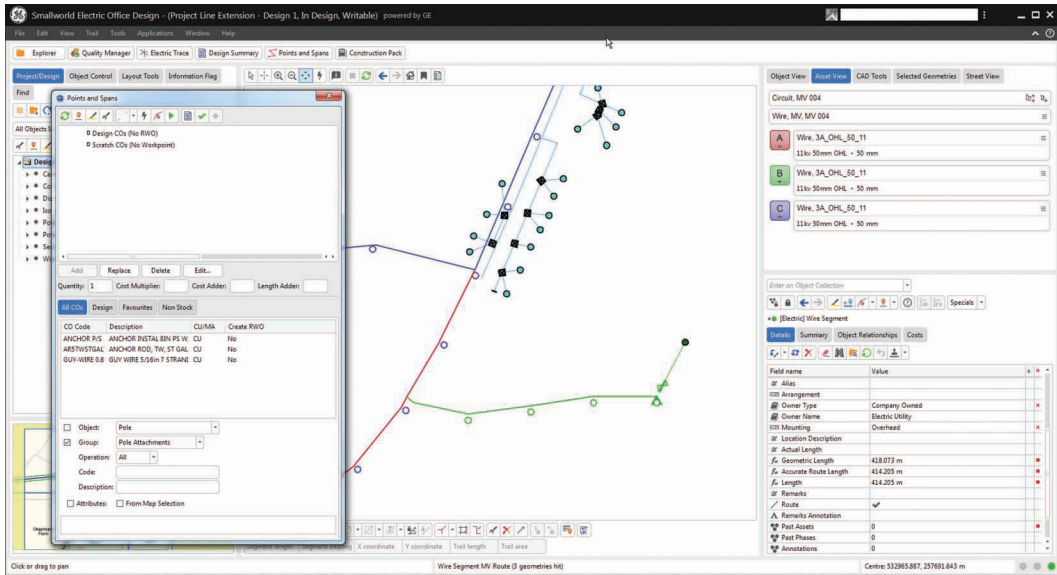 Smallworld Electric Office Design - (Project Line Extension - Design 1, In Design, Writable) powered by GE
File Edit View Trail Tools Applications Window Help
Explorer Quality Manager Electric Trace Design Summary Points and Spans Construction Pack
Project/Design Object Control Layout Tools Information Flag
Find
All Objects
Design
Points and Spans
Design COs (No RWO)
Scratch COs (No Workpoint)
Add Replace Delete Edit...
Quantity: 1 Cost Multiplier: Cost Adder: Length Adder:
All COs Design Favourites Non Stock
CO Code Description CU/MA Create RWO
ANCHOR P/S ANCHOR INSTAL 8IN PS W CU No
ARSTWSTGAL ANCHOR ROD, TW, ST GAL CU No
GUY-WIRE 0.8 GUY WIRE 5/16in 7 STRANI CU No
Object: Pole
Group: Pole Attachments
Operation: All
Code:
Description:
Attributes: From Map Selection
Segment length Segment bearing X coordinate Y coordinate Trail length Trail area
Object View Asset View CAD Tools Selected Geometries Street View
Circuit, MV 004
Wire, MV, MV 004
A Wire, 3A_OHL_50_11
11kv 50mm OHL • 50 mm
B Wire, 3A_OHL_50_11
11kv 50mm OHL • 50 mm
C Wire, 3A_OHL_50_11
11kv 50mm OHL • 50 mm
Enter an Object Collection
Specials
[Electric] Wire Segment
Details Summary Object Relationships Costs
Field name Value
Alias
Arrangement
Owner Type Company Owned
Owner Name Electric Utility
Mounting Overhead
Location Description
Actual Length
Geometric Length 418.073 m
Accurate Route Length 414.205 m
Length 414.205 m
Remarks
Route ✓
Remarks Annotation
Past Assets 0
Past Phases 0
Annotations 0
Click or drag to pan Wire Segment MV Route (3 geometries hit) Centre: 532965.887, 257691.643 m